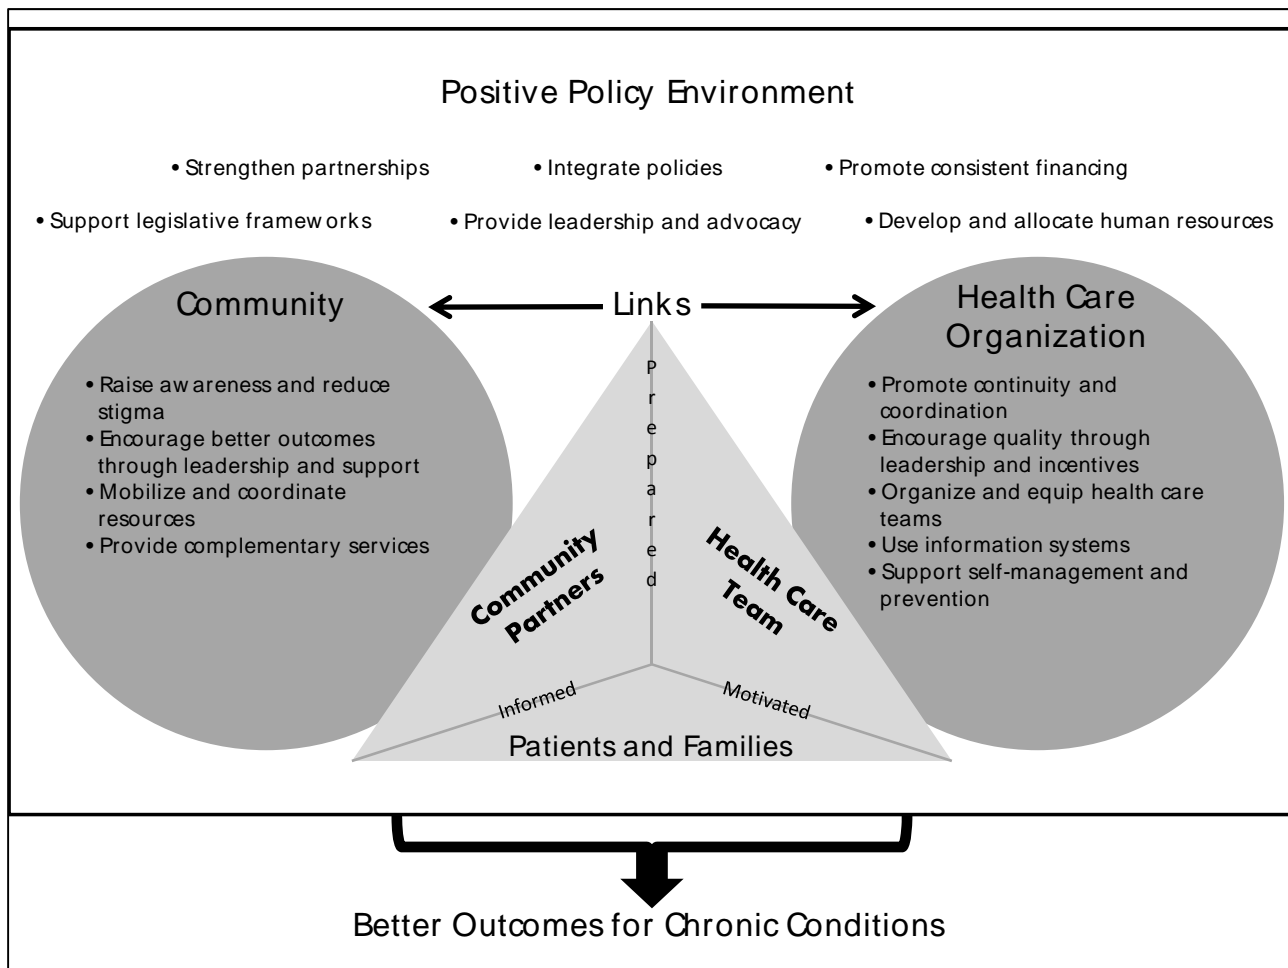 Positive Policy Environment
• Strengthen partnerships
• Integrate policies
• Promote consistent financing
• Support legislative frameworks
• Provide leadership and advocacy
• Develop and allocate human resources
Community
Links
Health Care
Organization
• Raise awareness and reduce
stigma
• Encourage better outcomes
through leadership and support
• Mobilize and coordinate
resources
• Provide complementary services
Prepared
Community
Partners
Health Care
Team
• Promote continuity and
coordination
• Encourage quality through
leadership and incentives
• Organize and equip health care
teams
• Use information systems
• Support self-management and
prevention
Informed
Motivated
Patients and Families
Better Outcomes for Chronic Conditions